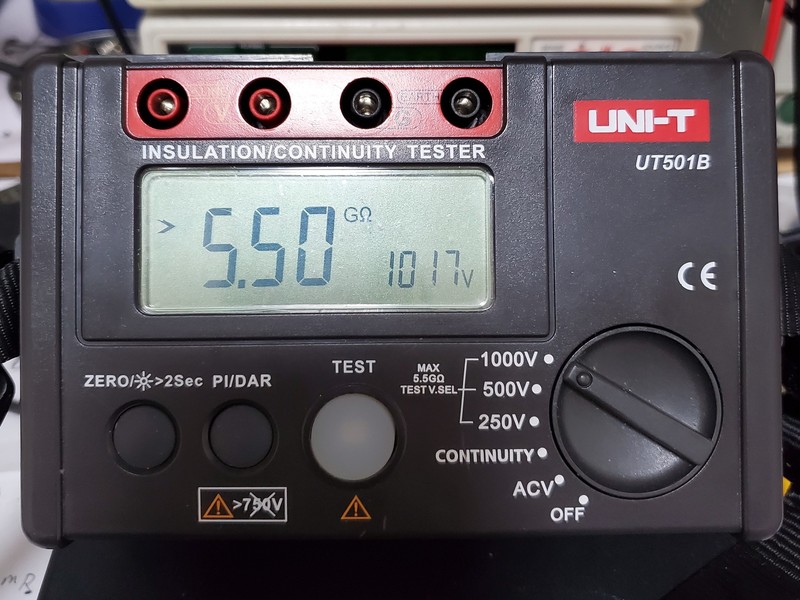 UNI-T
INSULATION/CONTINUITY TESTER
UT501B
> 5.50 GΩ
1017V
CE
ZERO/☼>2Sec PI/DAR
TEST
MAX
5.5GΩ
TEST V.SEL
1000V
500V
250V
CONTINUITY
ACV
OFF
>750V